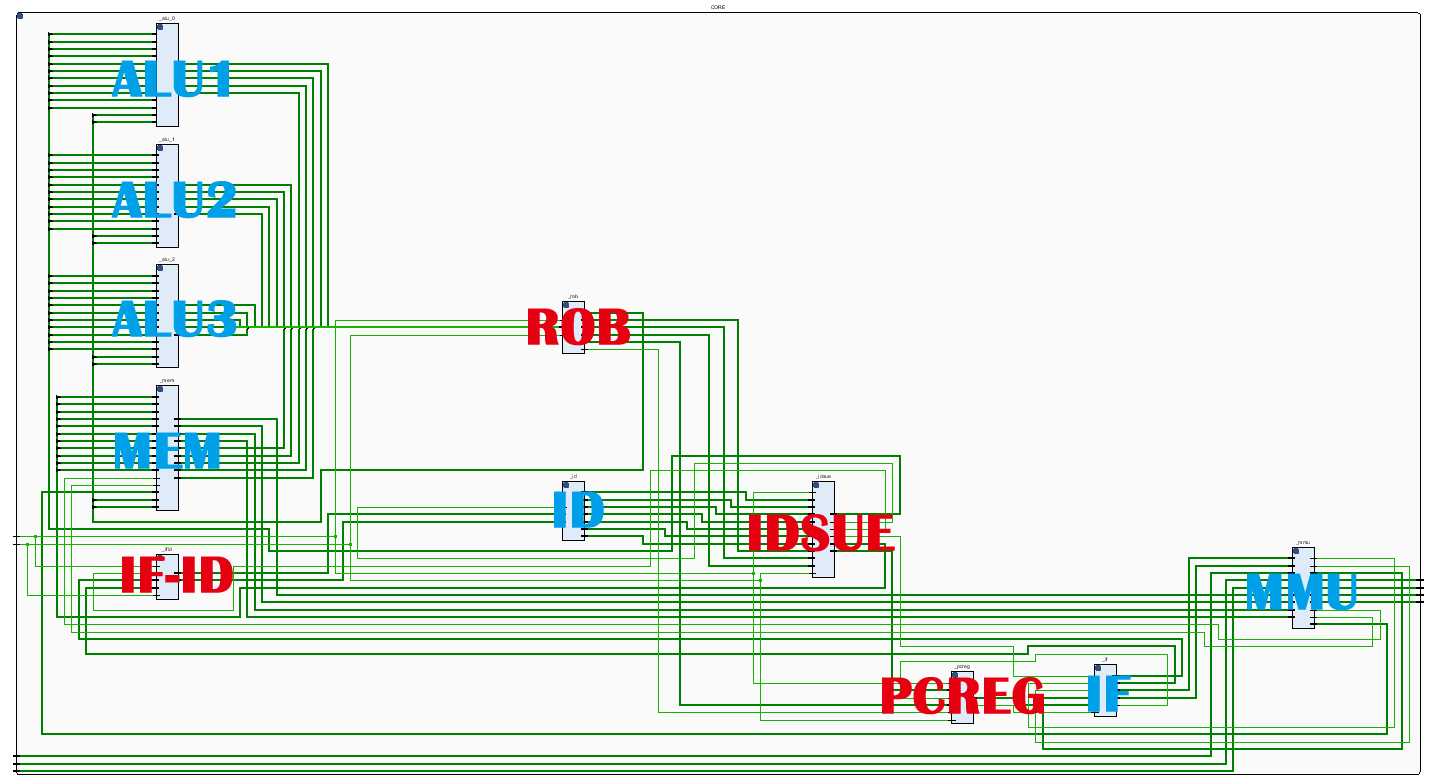 CORE
_alu_0
ALU1
_alu_1
ALU2
_alu_2
ALU3
_rob
ROB
_mem
MEM
_id
ID
_idsue
IDSUE
_ifid
IF-ID
_mmu
MMU
_pcreg
PCREG
_if
IF